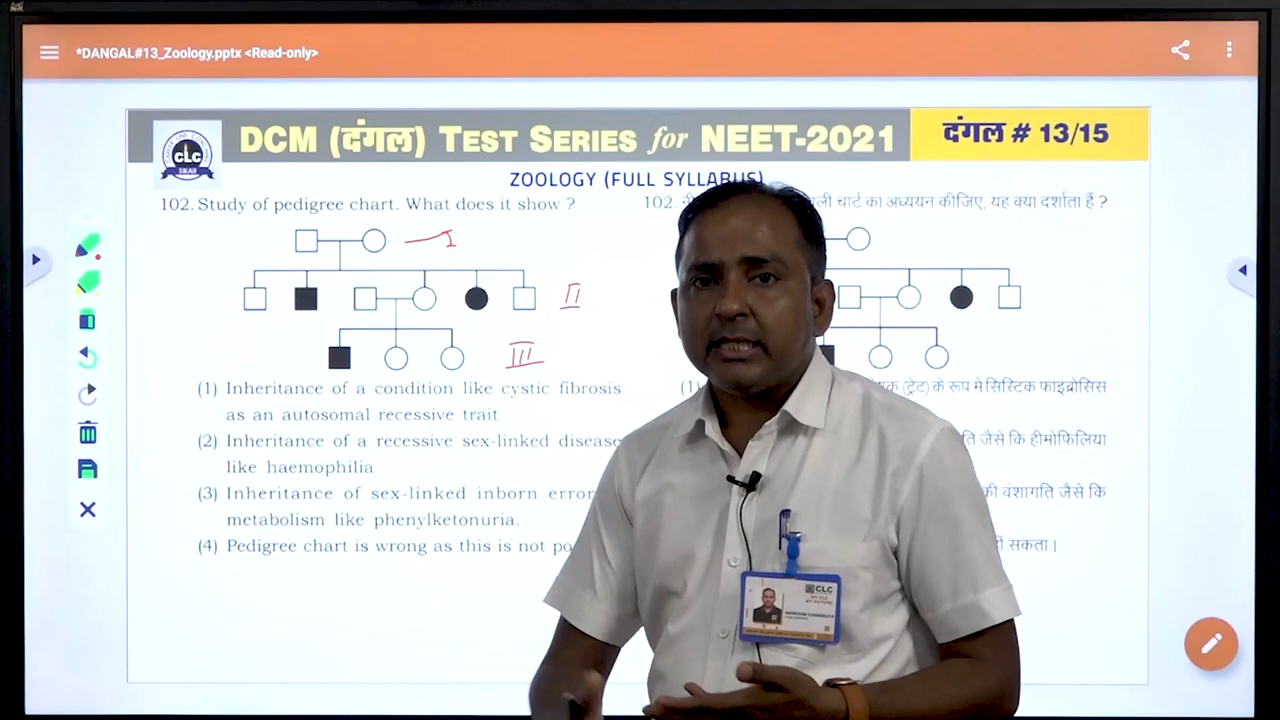 *DANGAL#13_Zoology.pptx <Read-only>
DCM (दंगल) TEST SERIES for NEET-2021
दंगल # 13/15
CLC
SIKAR
ZOOLOGY (FULL SYLLABUS)
102. Study of pedigree chart. What does it show ?
I
II
III
(1) Inheritance of a condition like cystic fibrosis
as an autosomal recessive trait
(2) Inheritance of a recessive sex-linked disease
like haemophilia
(3) Inheritance of sex-linked inborn error
metabolism like phenylketonuria.
(4) Pedigree chart is wrong as this is not
102. चार्ट का अध्ययन कीजिए, यह क्या दर्शाता हैं ?
(1) (ट्रेट) के रूप में सिस्टिक फाइब्रोसिस
जैसे कि हीमोफिलिया
की वंशागति जैसे कि
सकता।
CLC